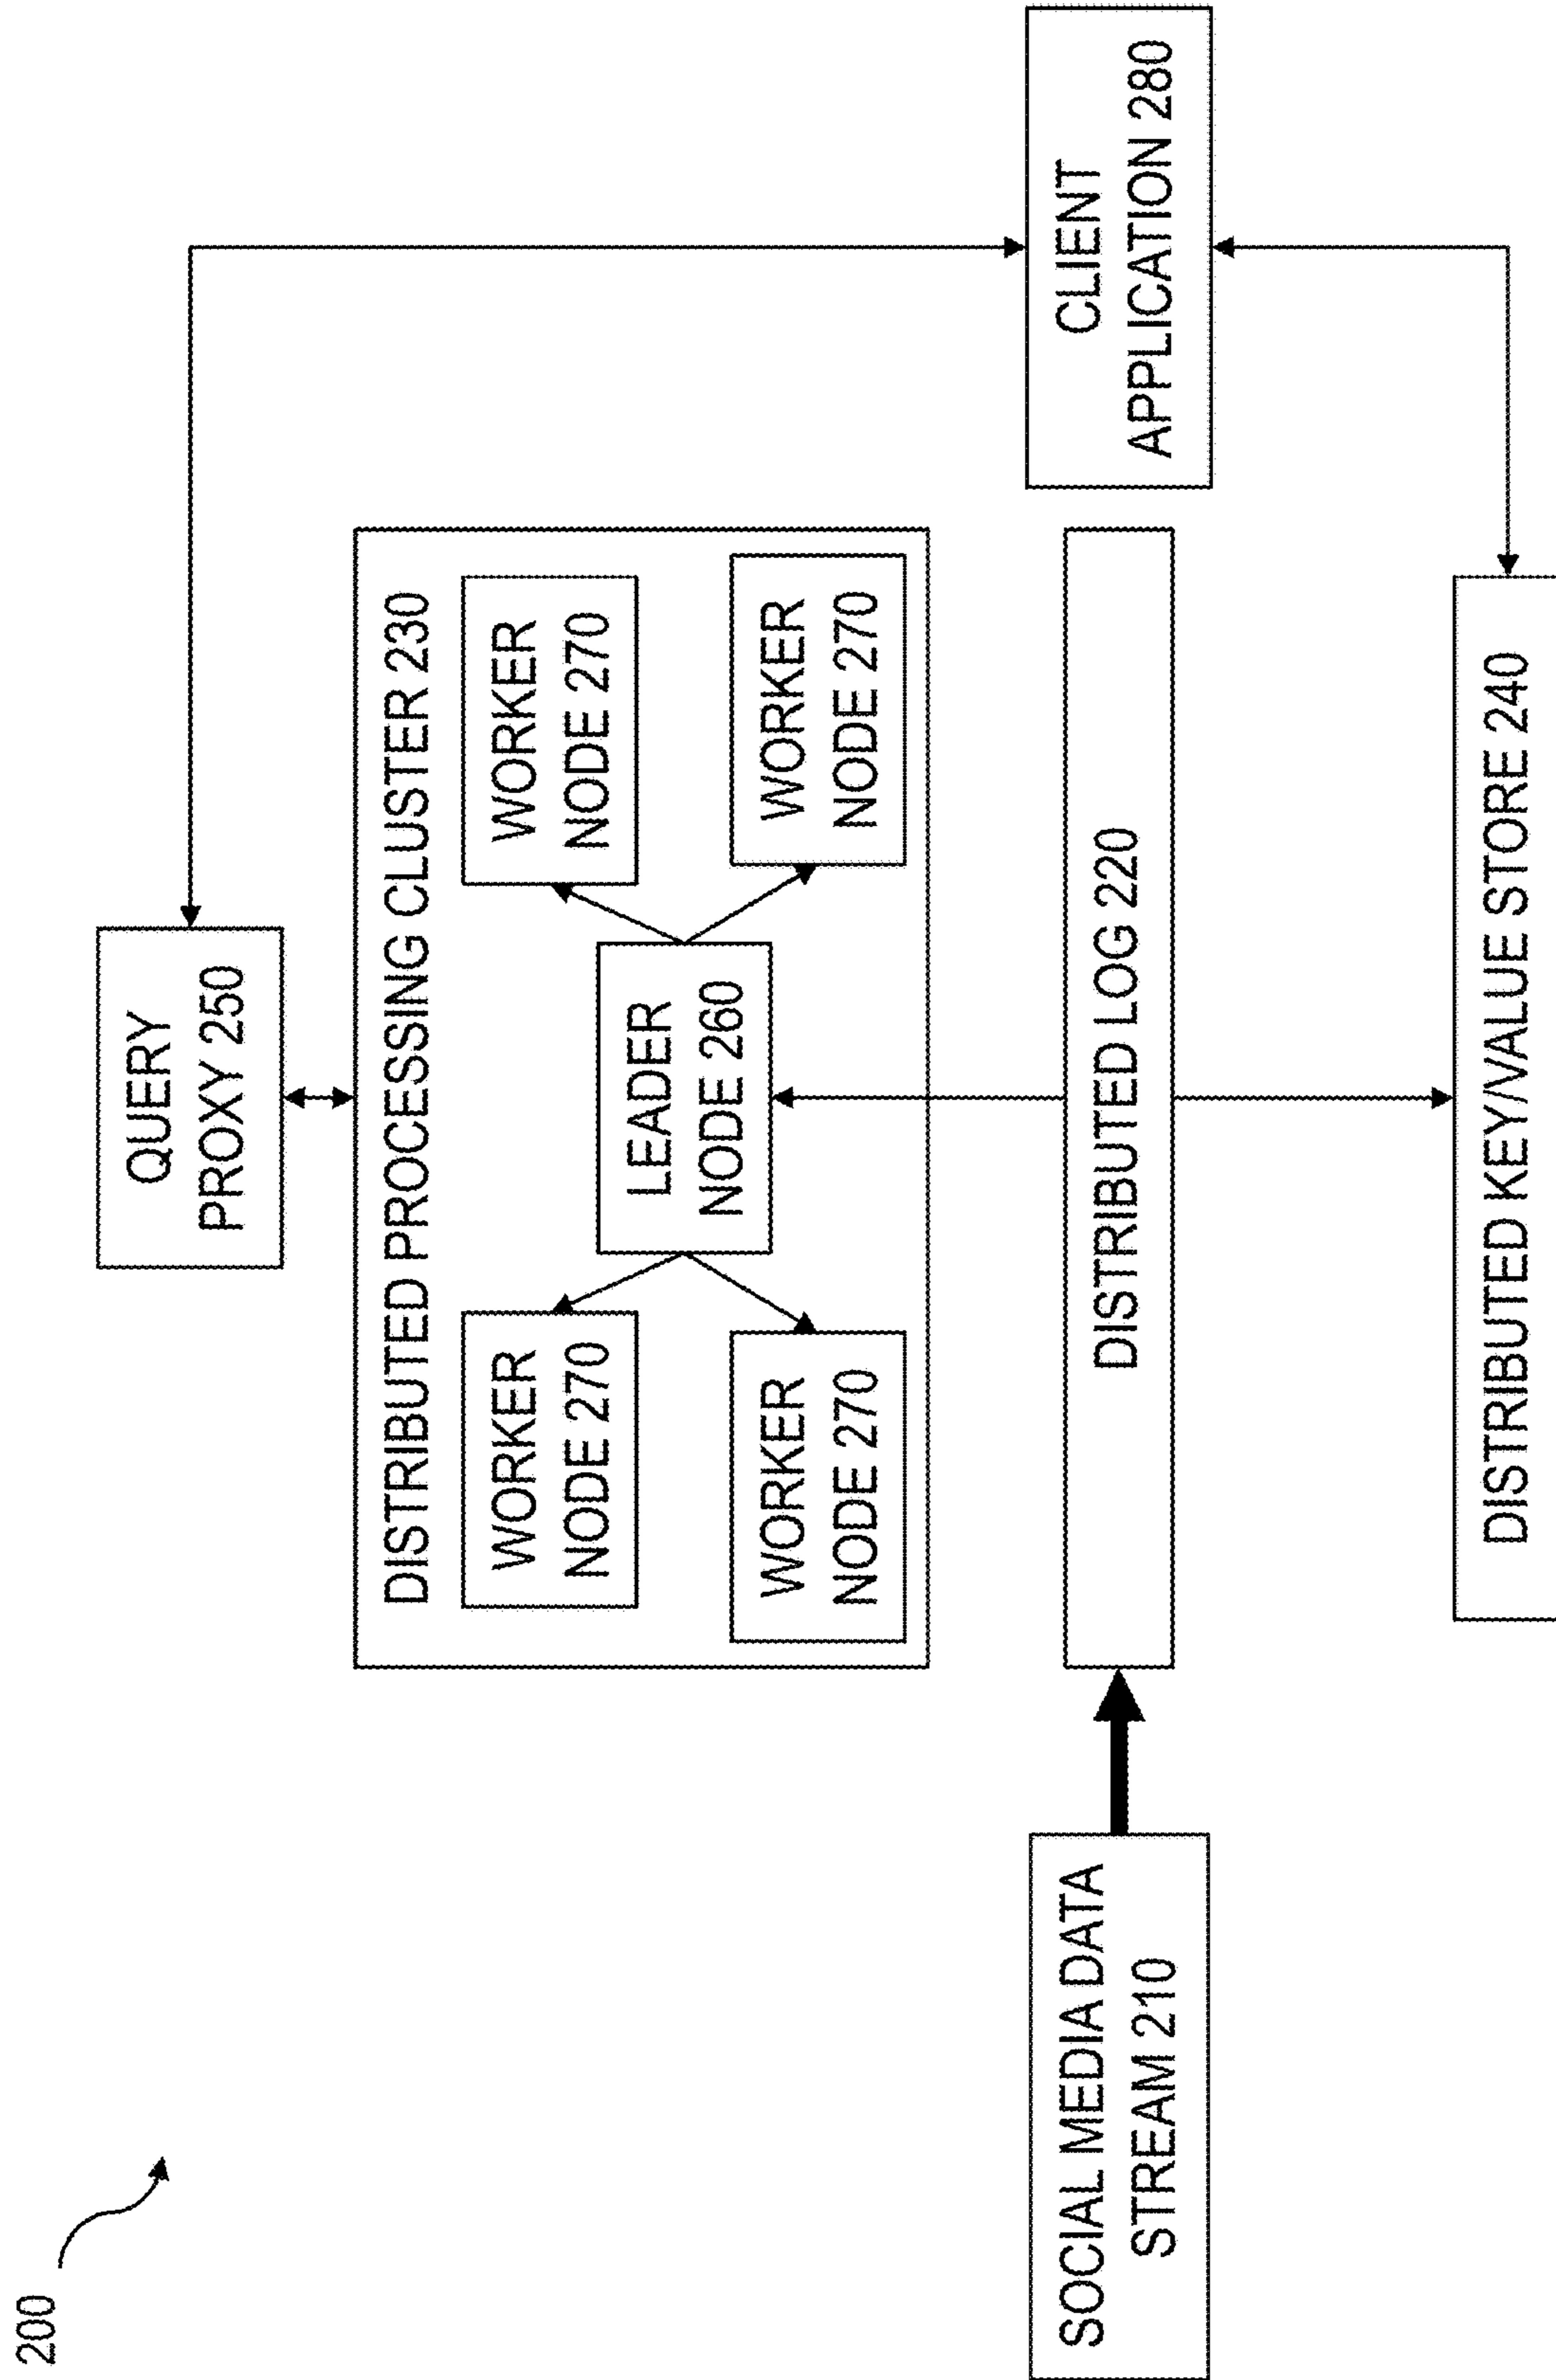 200
QUERY
PROXY 250
DISTRIBUTED PROCESSING CLUSTER 230
WORKER
NODE 270
WORKER
NODE 270
LEADER
NODE 260
WORKER
NODE 270
WORKER
NODE 270
SOCIAL MEDIA DATA
STREAM 210
DISTRIBUTED LOG 220
CLIENT
APPLICATION 280
DISTRIBUTED KEY/VALUE STORE 240